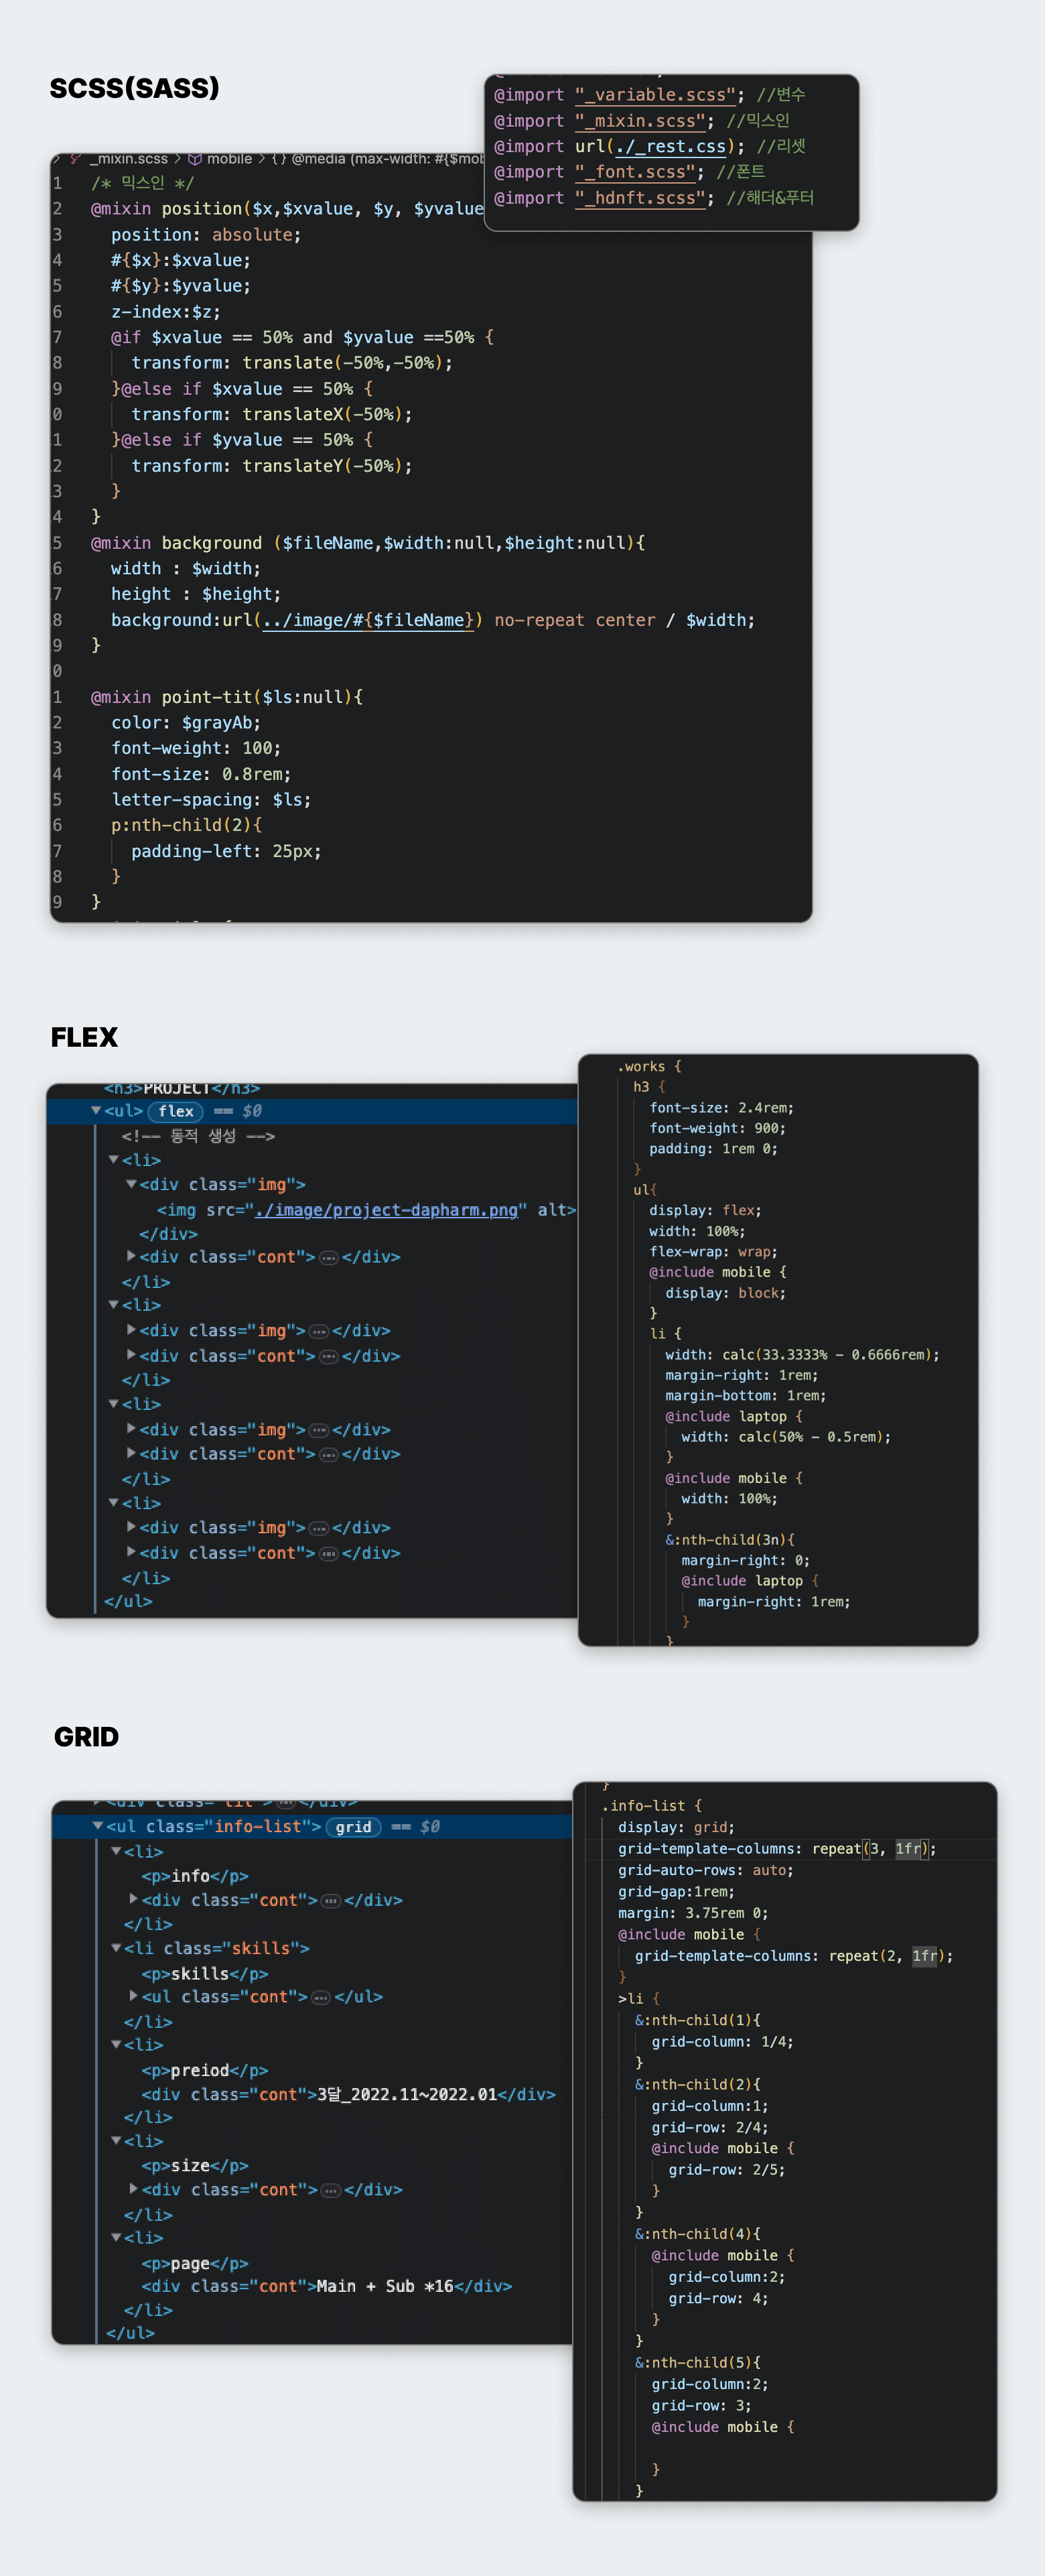 SCSS(SASS)
@import "_variable.scss"; //변수
@import "_mixin.scss"; //믹스인
@import url(./_rest.css); //리셋
@import "_font.scss"; //폰트
@import "_hdnft.scss"; //해더&푸터
_mixin.scss > mobile > {} @media (max-width: #{$mob
1 /* 믹스인 */
2 @mixin position($x,$xvalue, $y, $yvalue
3 position: absolute;
4 #{$x}:$xvalue;
5 #{$y}:$yvalue;
6 z-index:$z;
7 @if $xvalue == 50% and $yvalue ==50% {
8 transform: translate(-50%,-50%);
9 }@else if $xvalue == 50% {
0 transform: translateX(-50%);
1 }@else if $yvalue == 50% {
2 transform: translateY(-50%);
3 }
4 }
5 @mixin background ($fileName,$width:null,$height:null){
6 width : $width;
7 height : $height;
8 background:url(../image/#{$fileName}) no-repeat center / $width;
9 }
0
1 @mixin point-tit($ls:null){
2 color: $grayAb;
3 font-weight: 100;
4 font-size: 0.8rem;
5 letter-spacing: $ls;
6 p:nth-child(2){
7 padding-left: 25px;
8 }
9 }
FLEX
<h3>PROJECT</h3>
<ul> flex == $0
<!-- 동적 생성 -->
<li>
<div class="img">
<img src="./image/project-dapharm.png" alt>
</div>
<div class="cont"> ⋯ </div>
</li>
<li>
<div class="img"> ⋯ </div>
<div class="cont"> ⋯ </div>
</li>
<li>
<div class="img"> ⋯ </div>
<div class="cont"> ⋯ </div>
</li>
<li>
<div class="img"> ⋯ </div>
<div class="cont"> ⋯ </div>
</li>
</ul>
.works {
h3 {
font-size: 2.4rem;
font-weight: 900;
padding: 1rem 0;
}
ul{
display: flex;
width: 100%;
flex-wrap: wrap;
@include mobile {
display: block;
}
li {
width: calc(33.3333% - 0.6666rem);
margin-right: 1rem;
margin-bottom: 1rem;
@include laptop {
width: calc(50% - 0.5rem);
}
@include mobile {
width: 100%;
}
&:nth-child(3n){
margin-right: 0;
@include laptop {
margin-right: 1rem;
}
}
GRID
<div class="tit"> ⋯ </div>
<ul class="info-list"> grid == $0
<li>
<p>info</p>
<div class="cont"> ⋯ </div>
</li>
<li class="skills">
<p>skills</p>
<ul class="cont"> ⋯ </ul>
</li>
<li>
<p>preiod</p>
<div class="cont">3달_2022.11~2022.01</div>
</li>
<li>
<p>size</p>
<div class="cont"> ⋯ </div>
</li>
<li>
<p>page</p>
<div class="cont">Main + Sub *16</div>
</li>
</ul>
}
.info-list {
display: grid;
grid-template-columns: repeat(3, 1fr);
grid-auto-rows: auto;
grid-gap:1rem;
margin: 3.75rem 0;
@include mobile {
grid-template-columns: repeat(2, 1fr);
}
>li {
&:nth-child(1){
grid-column: 1/4;
}
&:nth-child(2){
grid-column:1;
grid-row: 2/4;
@include mobile {
grid-row: 2/5;
}
}
&:nth-child(4){
@include mobile {
grid-column:2;
grid-row: 4;
}
}
&:nth-child(5){
grid-column:2;
grid-row: 3;
@include mobile {
}
}